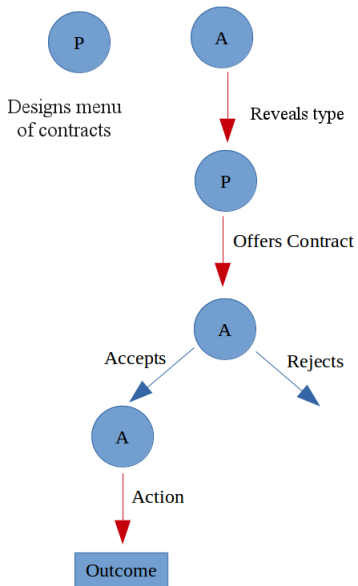 P
A
Designs menu
of contracts
Reveals type
P
Offers Contract
A
Accepts
Rejects
A
Action
Outcome